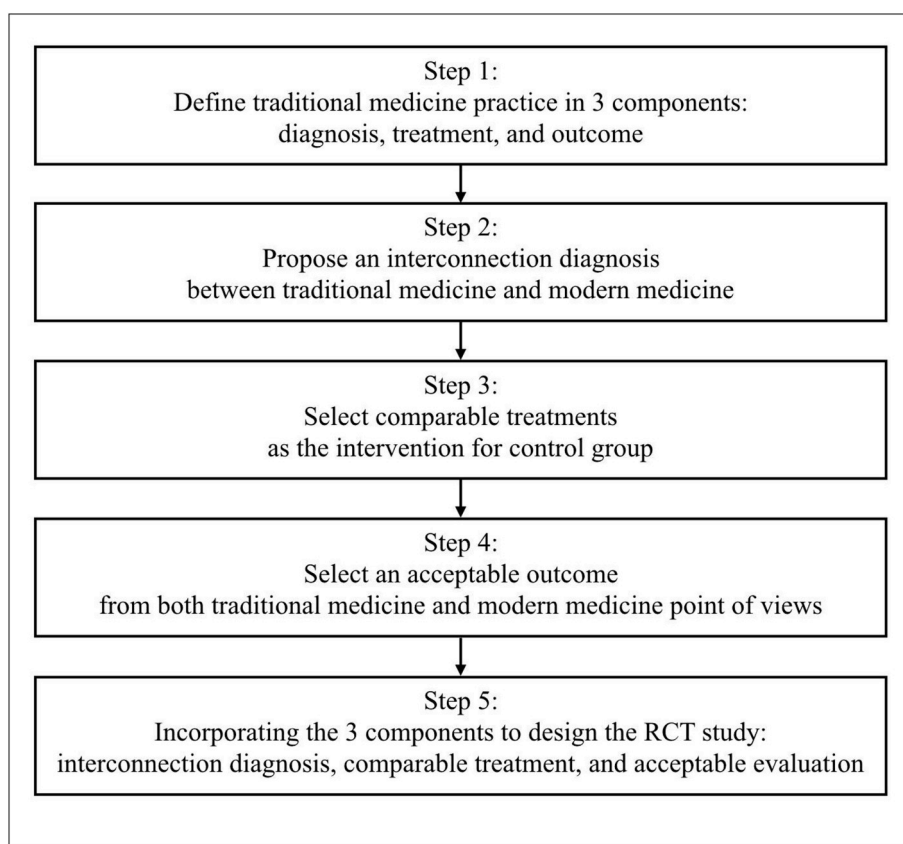 Step 1:
Define traditional medicine practice in 3 components:
diagnosis, treatment, and outcome
Step 2:
Propose an interconnection diagnosis
between traditional medicine and modern medicine
Step 3:
Select comparable treatments
as the intervention for control group
Step 4:
Select an acceptable outcome
from both traditional medicine and modern medicine point of views
Step 5:
Incorporating the 3 components to design the RCT study:
interconnection diagnosis, comparable treatment, and acceptable evaluation